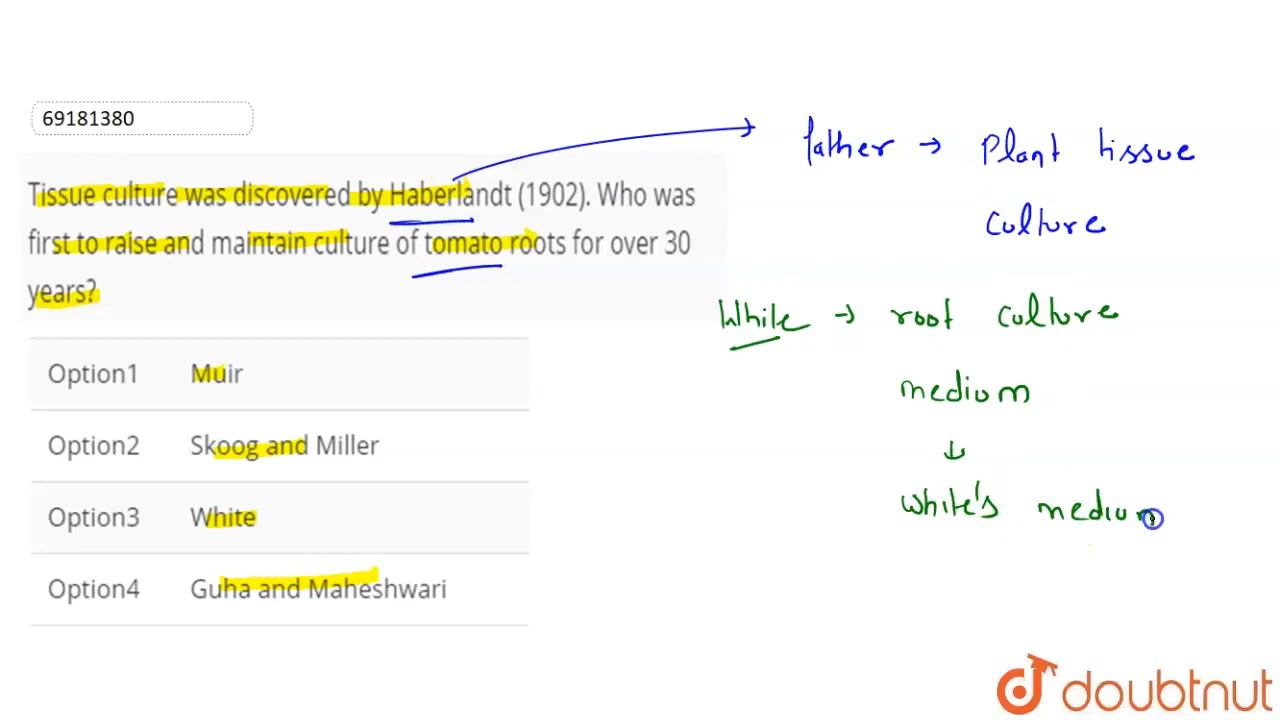 69181380
Tissue culture was discovered by Haberlandt (1902). Who was
first to raise and maintain culture of tomato roots for over 30
years?
Option1 Muir
Option2 Skoog and Miller
Option3 White
Option4 Guha and Maheshwari
father → Plant tissue
culture
White → root culture
medium
↓
White's medium
doubtnut